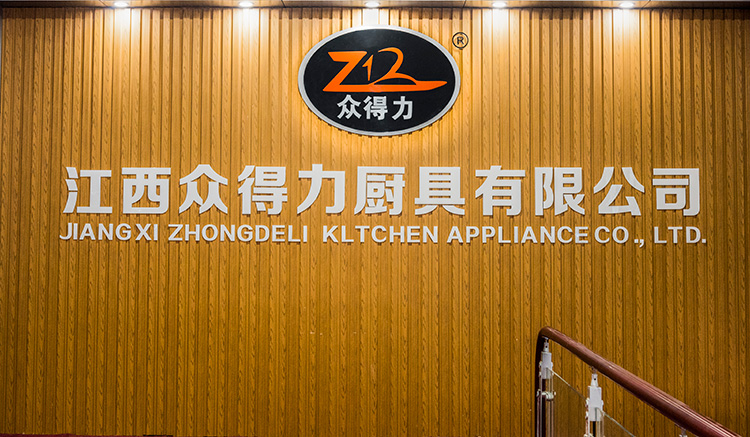 ®
众得力
江西众得力厨具有限公司
JIANGXI ZHONGDELI KLTCHEN APPLIANCE CO., LTD.